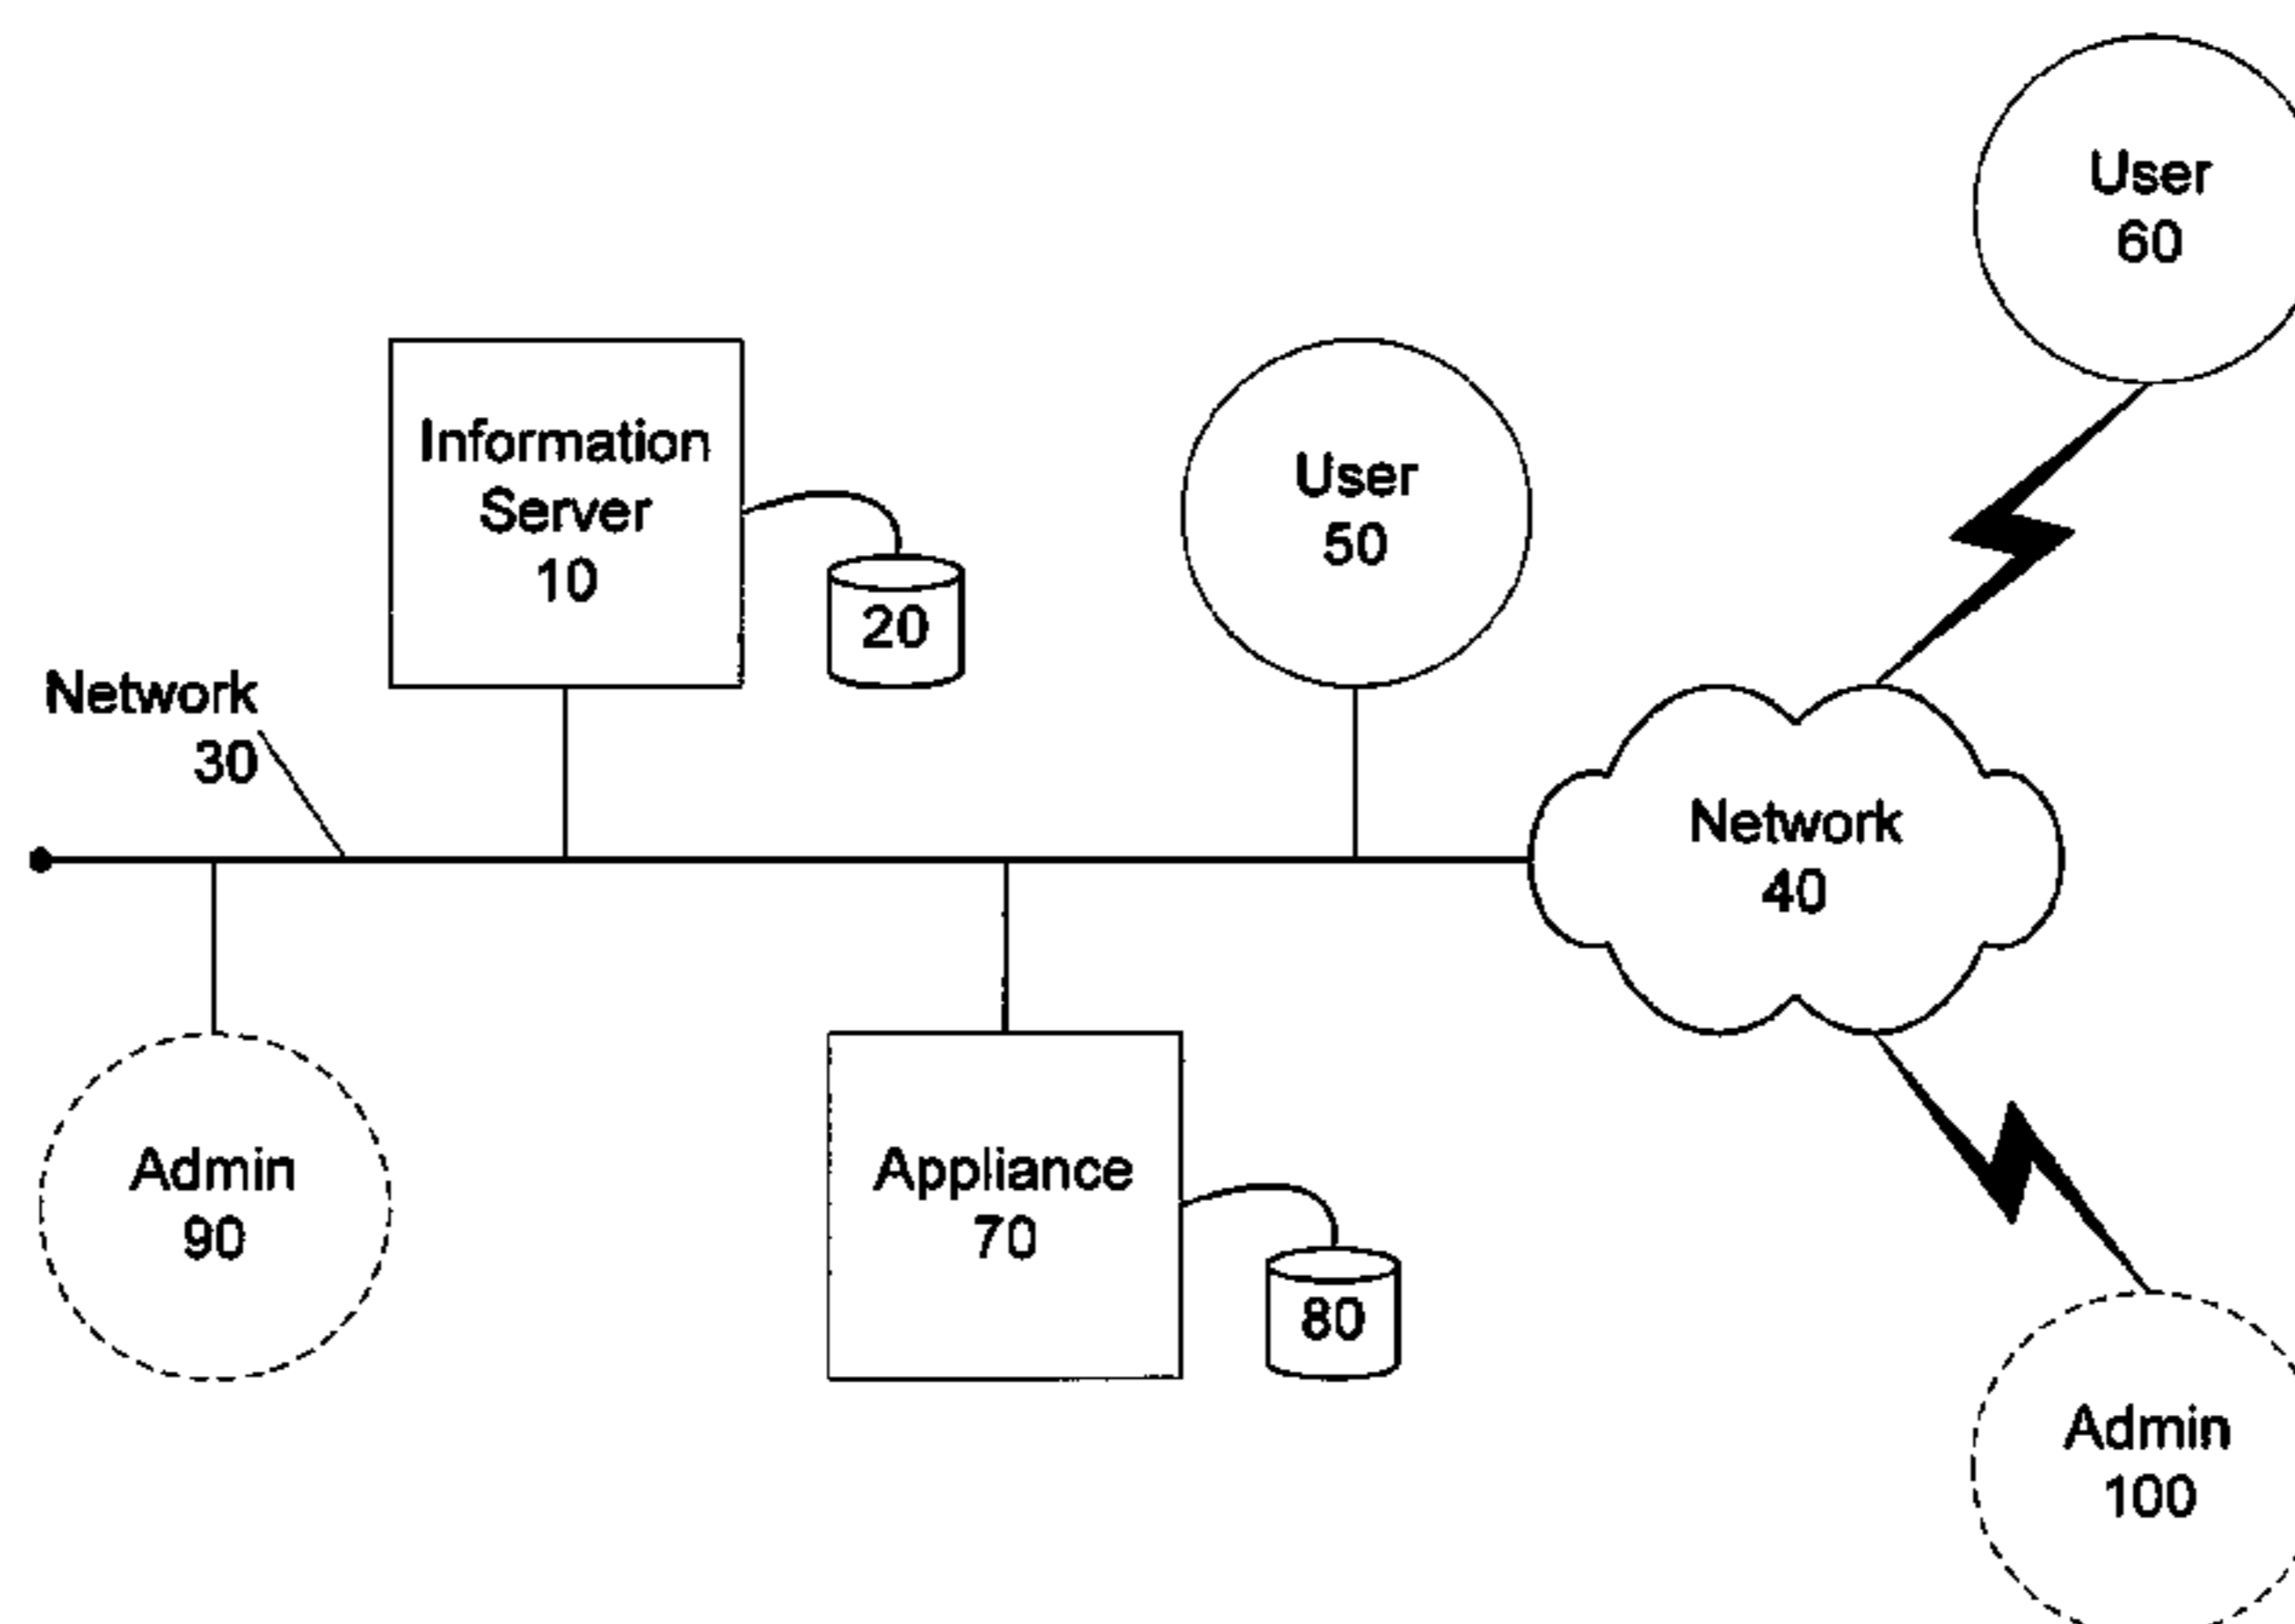 User
60
Information
Server
10
20
User
50
Network
30
Network
40
Admin
90
Appliance
70
80
Admin
100